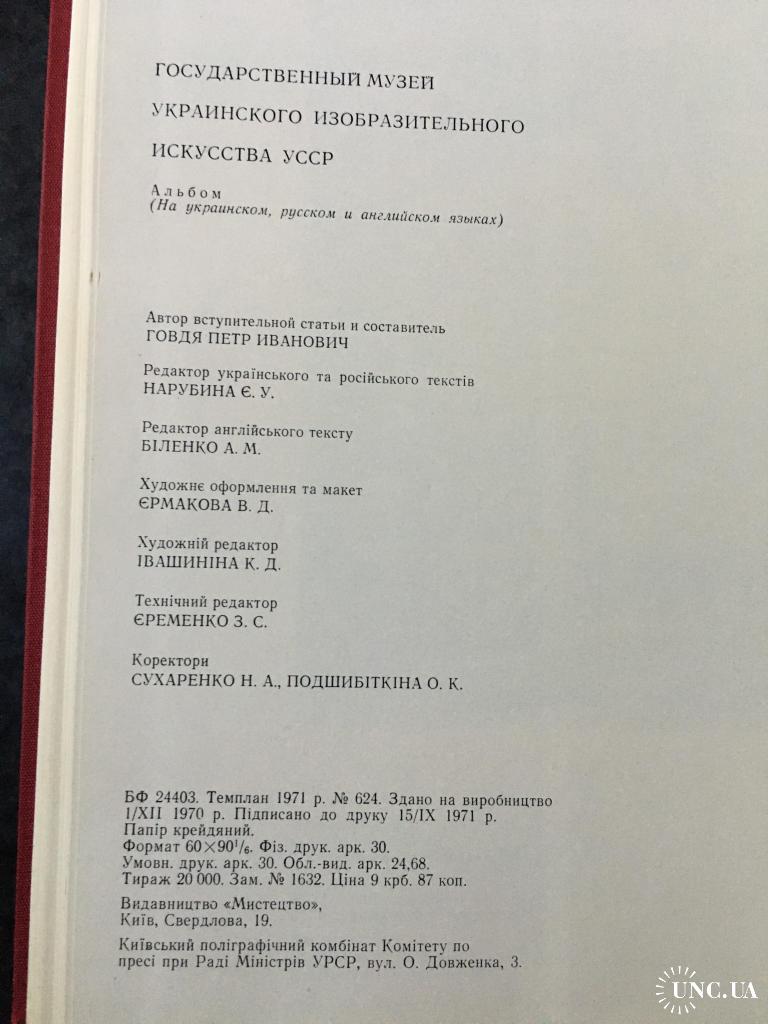 ГОСУДАРСТВЕННЫЙ МУЗЕЙ
УКРАИНСКОГО ИЗОБРАЗИТЕЛЬНОГО
ИСКУССТВА УССР
Альбом
(На украинском, русском и английском языках)
Автор вступительной статьи и составитель
ГОВДЯ ПЕТР ИВАНОВИЧ
Редактор українського та російського текстів
НАРУБИНА Є. У.
Редактор англійського тексту
БІЛЕНКО А. М.
Художнє оформлення та макет
ЄРМАКОВА В. Д.
Художній редактор
ІВАШИНІНА К. Д.
Технічний редактор
ЄРЕМЕНКО З. С.
Коректори
СУХАРЕНКО Н. А., ПОДШИБІТКІНА О. К.
БФ 24403. Темплан 1971 р. № 624. Здано на виробництво
1/XII 1970 р. Підписано до друку 15/IX 1971 р.
Папір крейдяний.
Формат 60×90¹/₆. Фіз. друк. арк. 30.
Умовн. друк. арк. 30. Обл.-вид. арк. 24,68.
Тираж 20 000. Зам. № 1632. Ціна 9 крб. 87 коп.
Видавництво «Мистецтво»,
Київ, Свердлова, 19.
Київський поліграфічний комбінат Комітету по
пресі при Раді Міністрів УРСР, вул. О. Довженка, 3.
UNC.UA